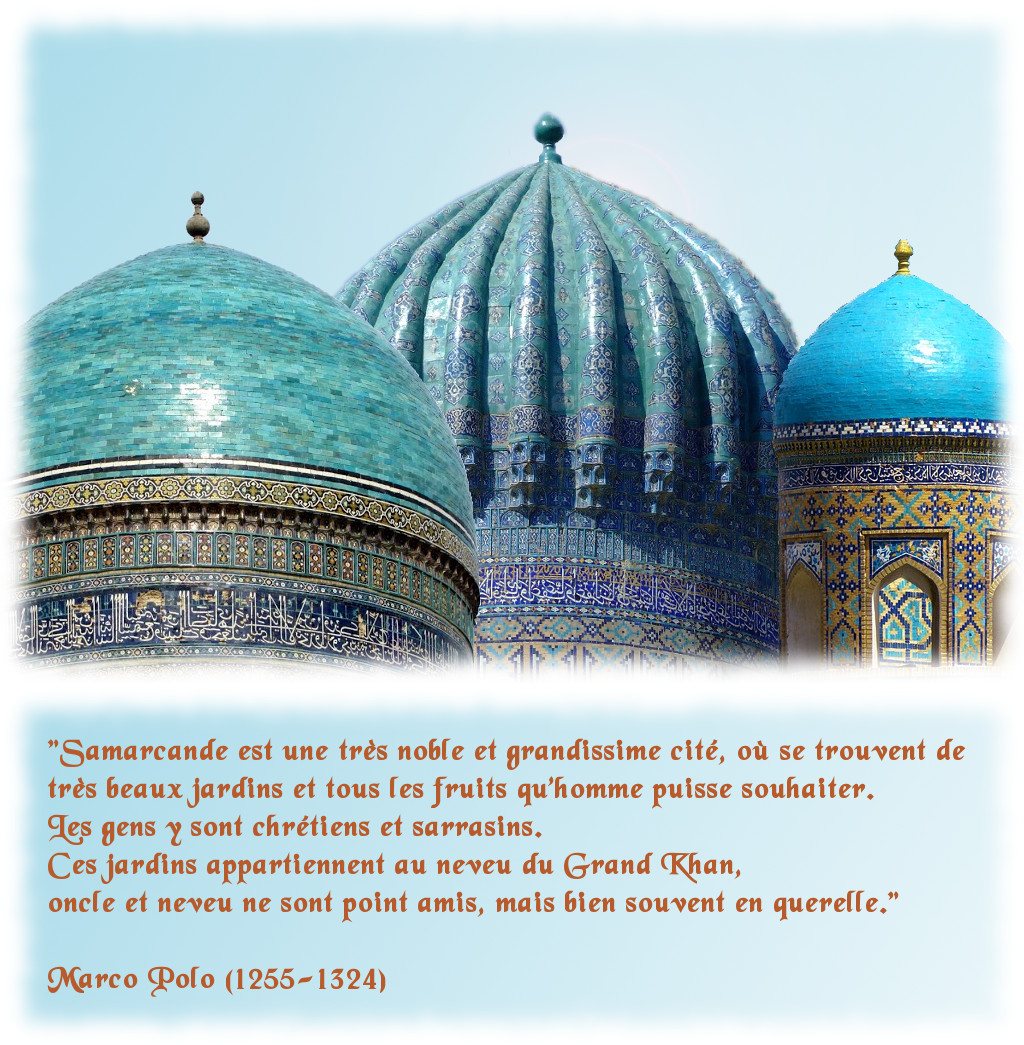 "Samarcande est une très noble et grandissime cité, où se trouvent de
très beaux jardins et tous les fruits qu'homme puisse souhaiter.
Les gens y sont chrétiens et sarrasins.
Ces jardins appartiennent au neveu du Grand Khan,
oncle et neveu ne sont point amis, mais bien souvent en querelle."
Marco Polo (1255-1324)